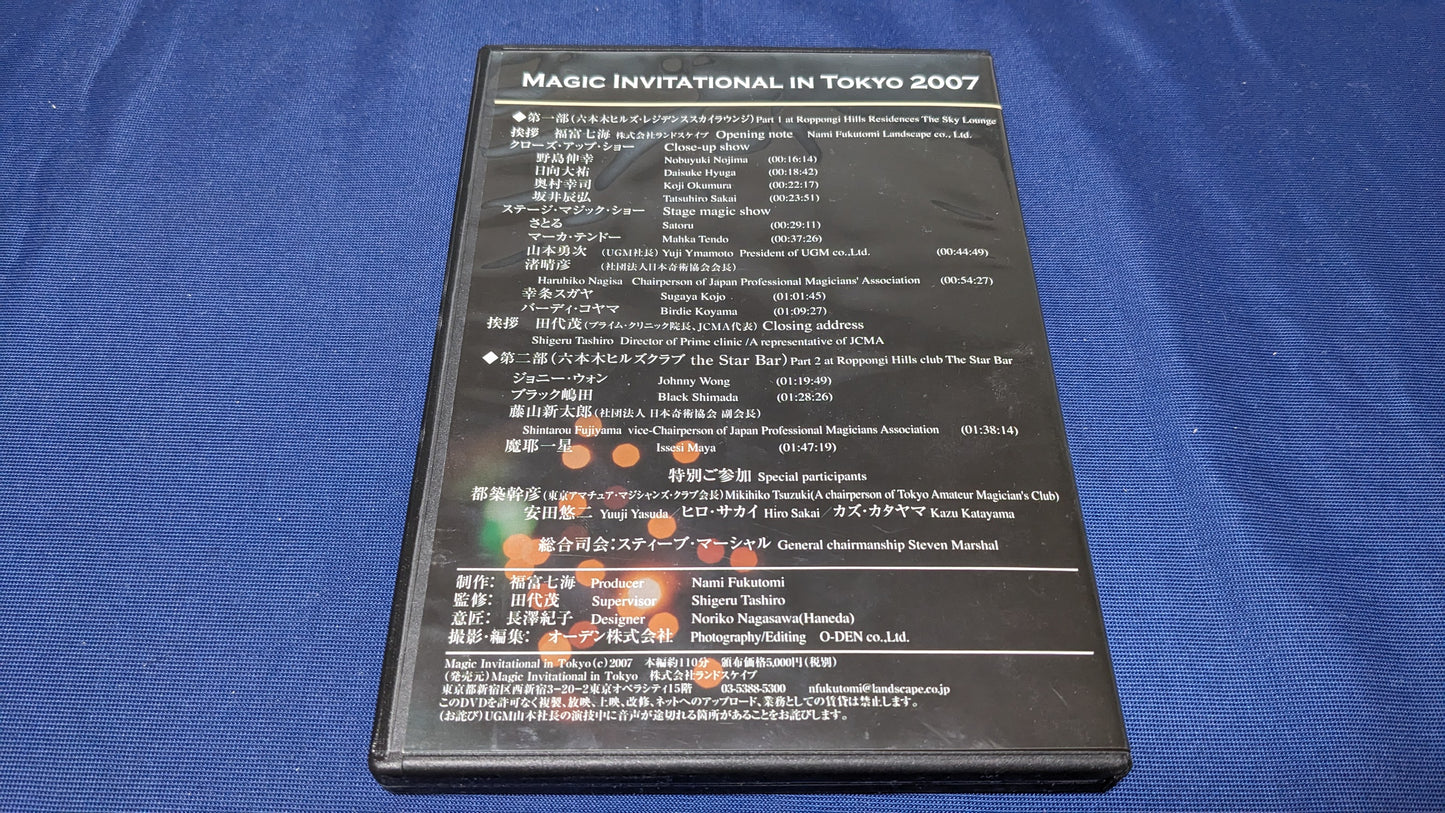 MAGIC INVITATIONAL IN TOKYO 2007
◆第一部(六本木ヒルズ・レジデンススカイラウンジ) Part 1 at Roppongi Hills Residences The Sky Lounge
挨拶 福富七海 株式会社ランドスケイプ Opening note Nami Fukutomi Landscape co., Ltd.
クローズ・アップ・ショー Close-up show
野島伸幸 Nobuyuki Nojima (00:16:14)
日向大祐 Daisuke Hyuga (00:18:42)
奥村幸司 Koji Okumura (00:22:17)
坂井辰弘 Tatsuhiro Sakai (00:23:51)
ステージ・マジック・ショー Stage magic show
さとる Satoru (00:29:11)
マーカ・テンドー Mahka Tendo (00:37:26)
山本勇次 (UGM社長) Yuji Ymamoto President of UGM co.,Ltd. (00:44:49)
渚晴彦 (社団法人日本奇術協会会長)
Haruhiko Nagisa Chairperson of Japan Professional Magicians' Association (00:54:27)
幸条スガヤ Sugaya Kojo (01:01:45)
バーディ・コヤマ Birdie Koyama (01:09:27)
挨拶 田代茂(プライム・クリニック院長、JCMA代表) Closing address
Shigeru Tashiro Director of Prime clinic /A representative of JCMA
◆第二部(六本木ヒルズクラブ the Star Bar) Part 2 at Roppongi Hills club The Star Bar
ジョニー・ウォン Johnny Wong (01:19:49)
ブラック嶋田 Black Shimada (01:28:26)
藤山新太郎(社団法人 日本奇術協会 副会長)
Shintarou Fujiyama vice-Chairperson of Japan Professional Magicians Association (01:38:14)
魔耶一星 Issesi Maya (01:47:19)
特別ご参加 Special participants
都築幹彦(東京アマチュア・マジシャンズ・クラブ会長) Mikihiko Tsuzuki(A chairperson of Tokyo Amateur Magician's Club)
安田悠二 Yuuji Yasuda／ヒロ・サカイ Hiro Sakai／カズ・カタヤマ Kazu Katayama
総合司会：スティーブ・マーシャル General chairmanship Steven Marshal
制作： 福富七海 Producer Nami Fukutomi
監修： 田代茂 Supervisor Shigeru Tashiro
意匠： 長澤紀子 Designer Noriko Nagasawa(Haneda)
撮影・編集： オーデン株式会社 Photography/Editing O-DEN co.,Ltd.
Magic Invitational in Tokyo(c)2007 本編約110分 頒布価格5,000円(税別)
(発売元)Magic Invitational in Tokyo 株式会社ランドスケイプ
東京都新宿区西新宿3-20-2東京オペラシティ15階 03-5388-5300 nfukutomi@landscape.co.jp
このDVDを許可なく複製、放映、上映、改修、ネットへのアップロード、業務としての賃貸は禁止します。
(お詫び)UGM山本社長の演技中に音声が途切れる箇所があることをお詫びします。